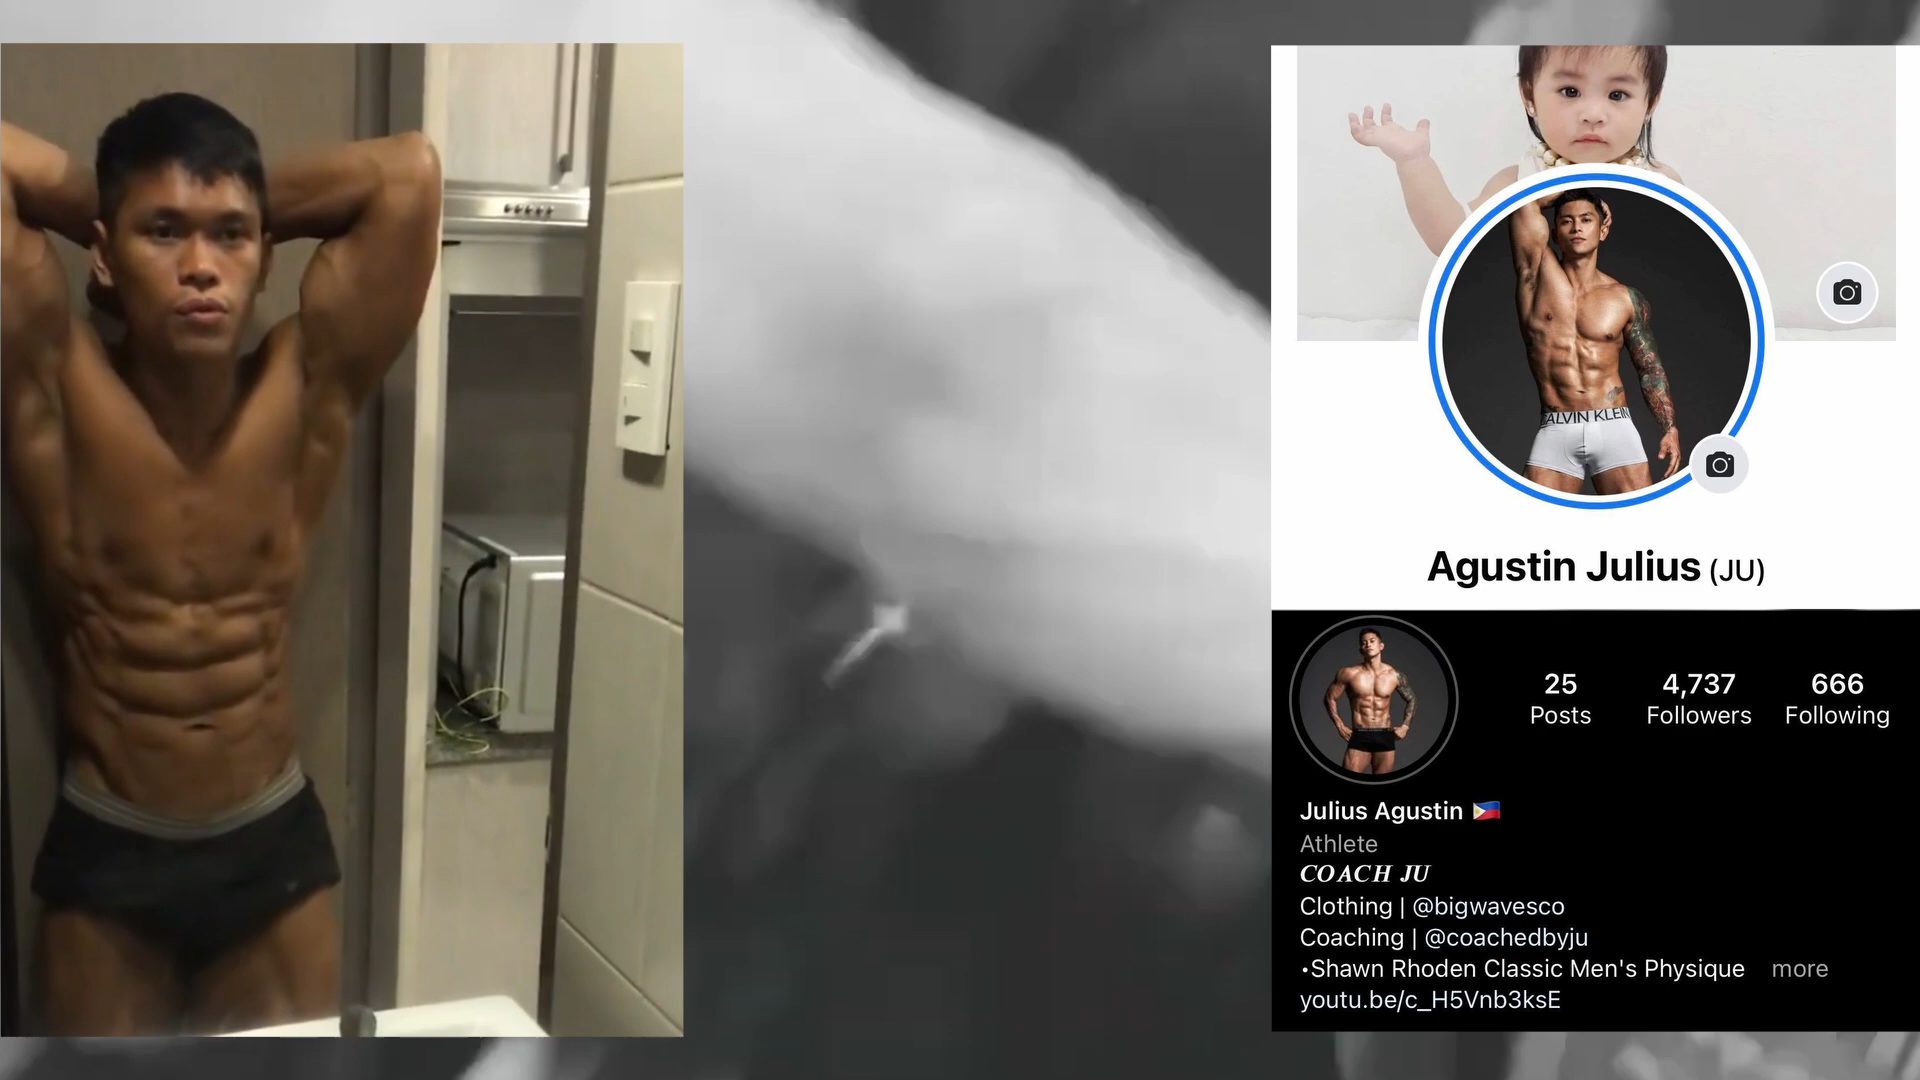 CALVIN KLEIN
Agustin Julius (JU)
25
Posts
4,737
Followers
666
Following
Julius Agustin 🇵🇭
Athlete
COACH JU
Clothing | @bigwavesco
Coaching | @coachedbyju
•Shawn Rhoden Classic Men's Physique more
youtu.be/c_H5Vnb3ksE